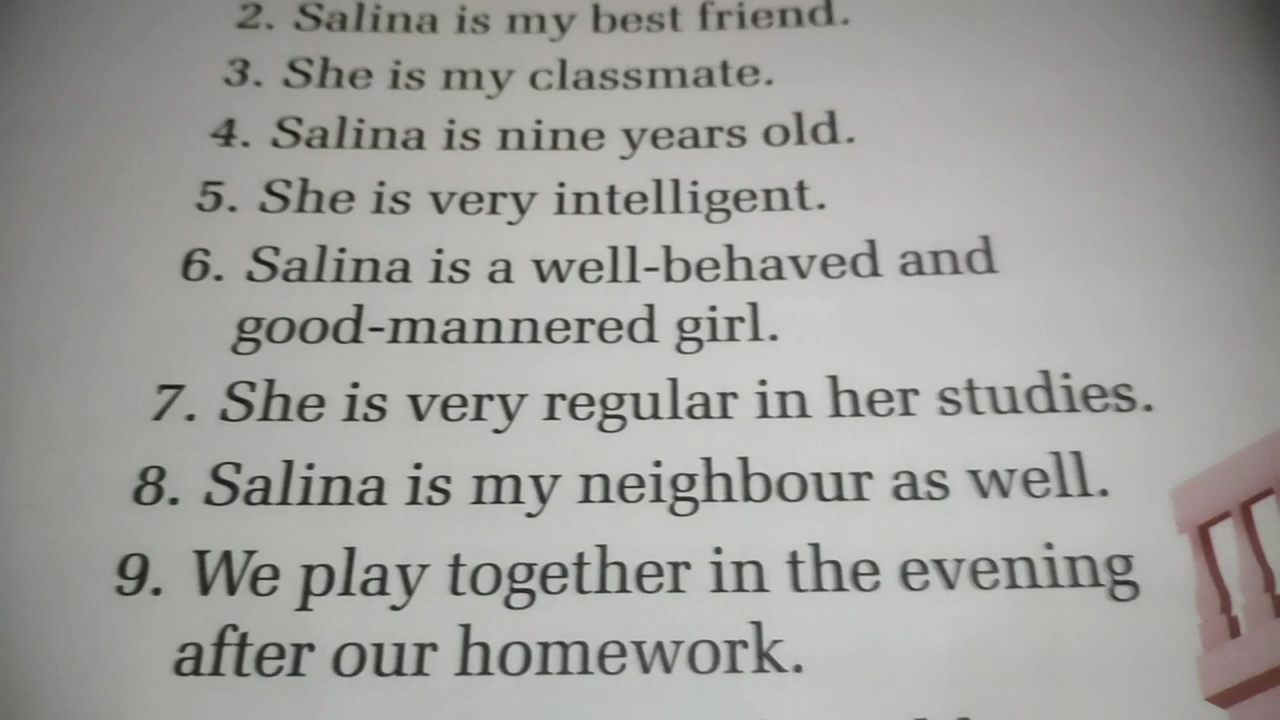 2. Salina is my best friend.
3. She is my classmate.
4. Salina is nine years old.
5. She is very intelligent.
6. Salina is a well-behaved and
good-mannered girl.
7. She is very regular in her studies.
8. Salina is my neighbour as well.
9. We play together in the evening
after our homework.